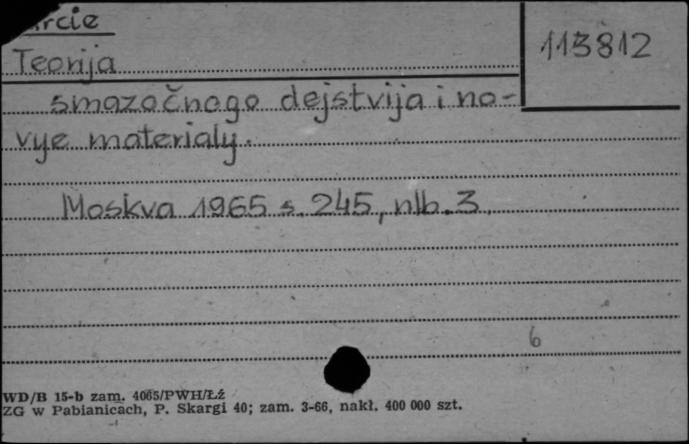 113812
Teorija
smazočnogo dejstvija i no-
vye materialy.
Moskva 1965 s. 245, nlb. 3
6
WD/B 15-b zam. 4065/PWH/Łź
ZG w Pabianicach, P. Skargi 40; zam. 3-66, nakł. 400 000 szt.